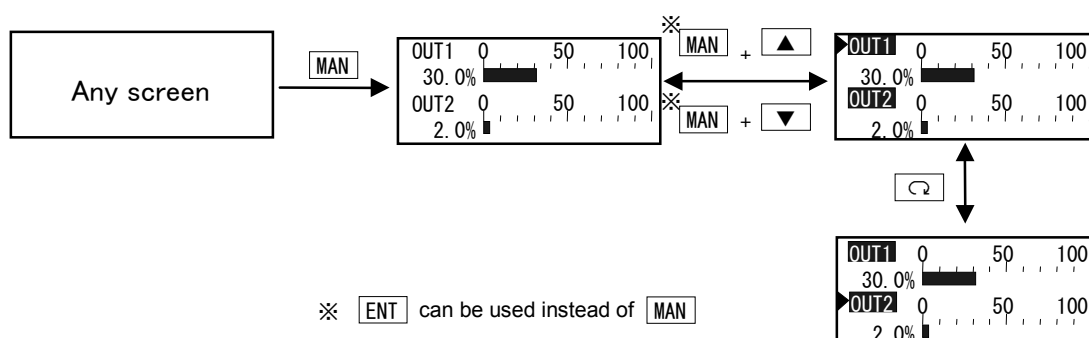 Any screen
MAN
OUT1 0 50 100
30.0%
OUT2 0 50 100
2.0%
※ MAN + ▲
※ MAN + ▼
OUT1 0 50 100
30.0%
OUT2 0 50 100
2.0%
OUT1 0 50 100
30.0%
OUT2 0 50 100
2.0%
※ ENT can be used instead of MAN